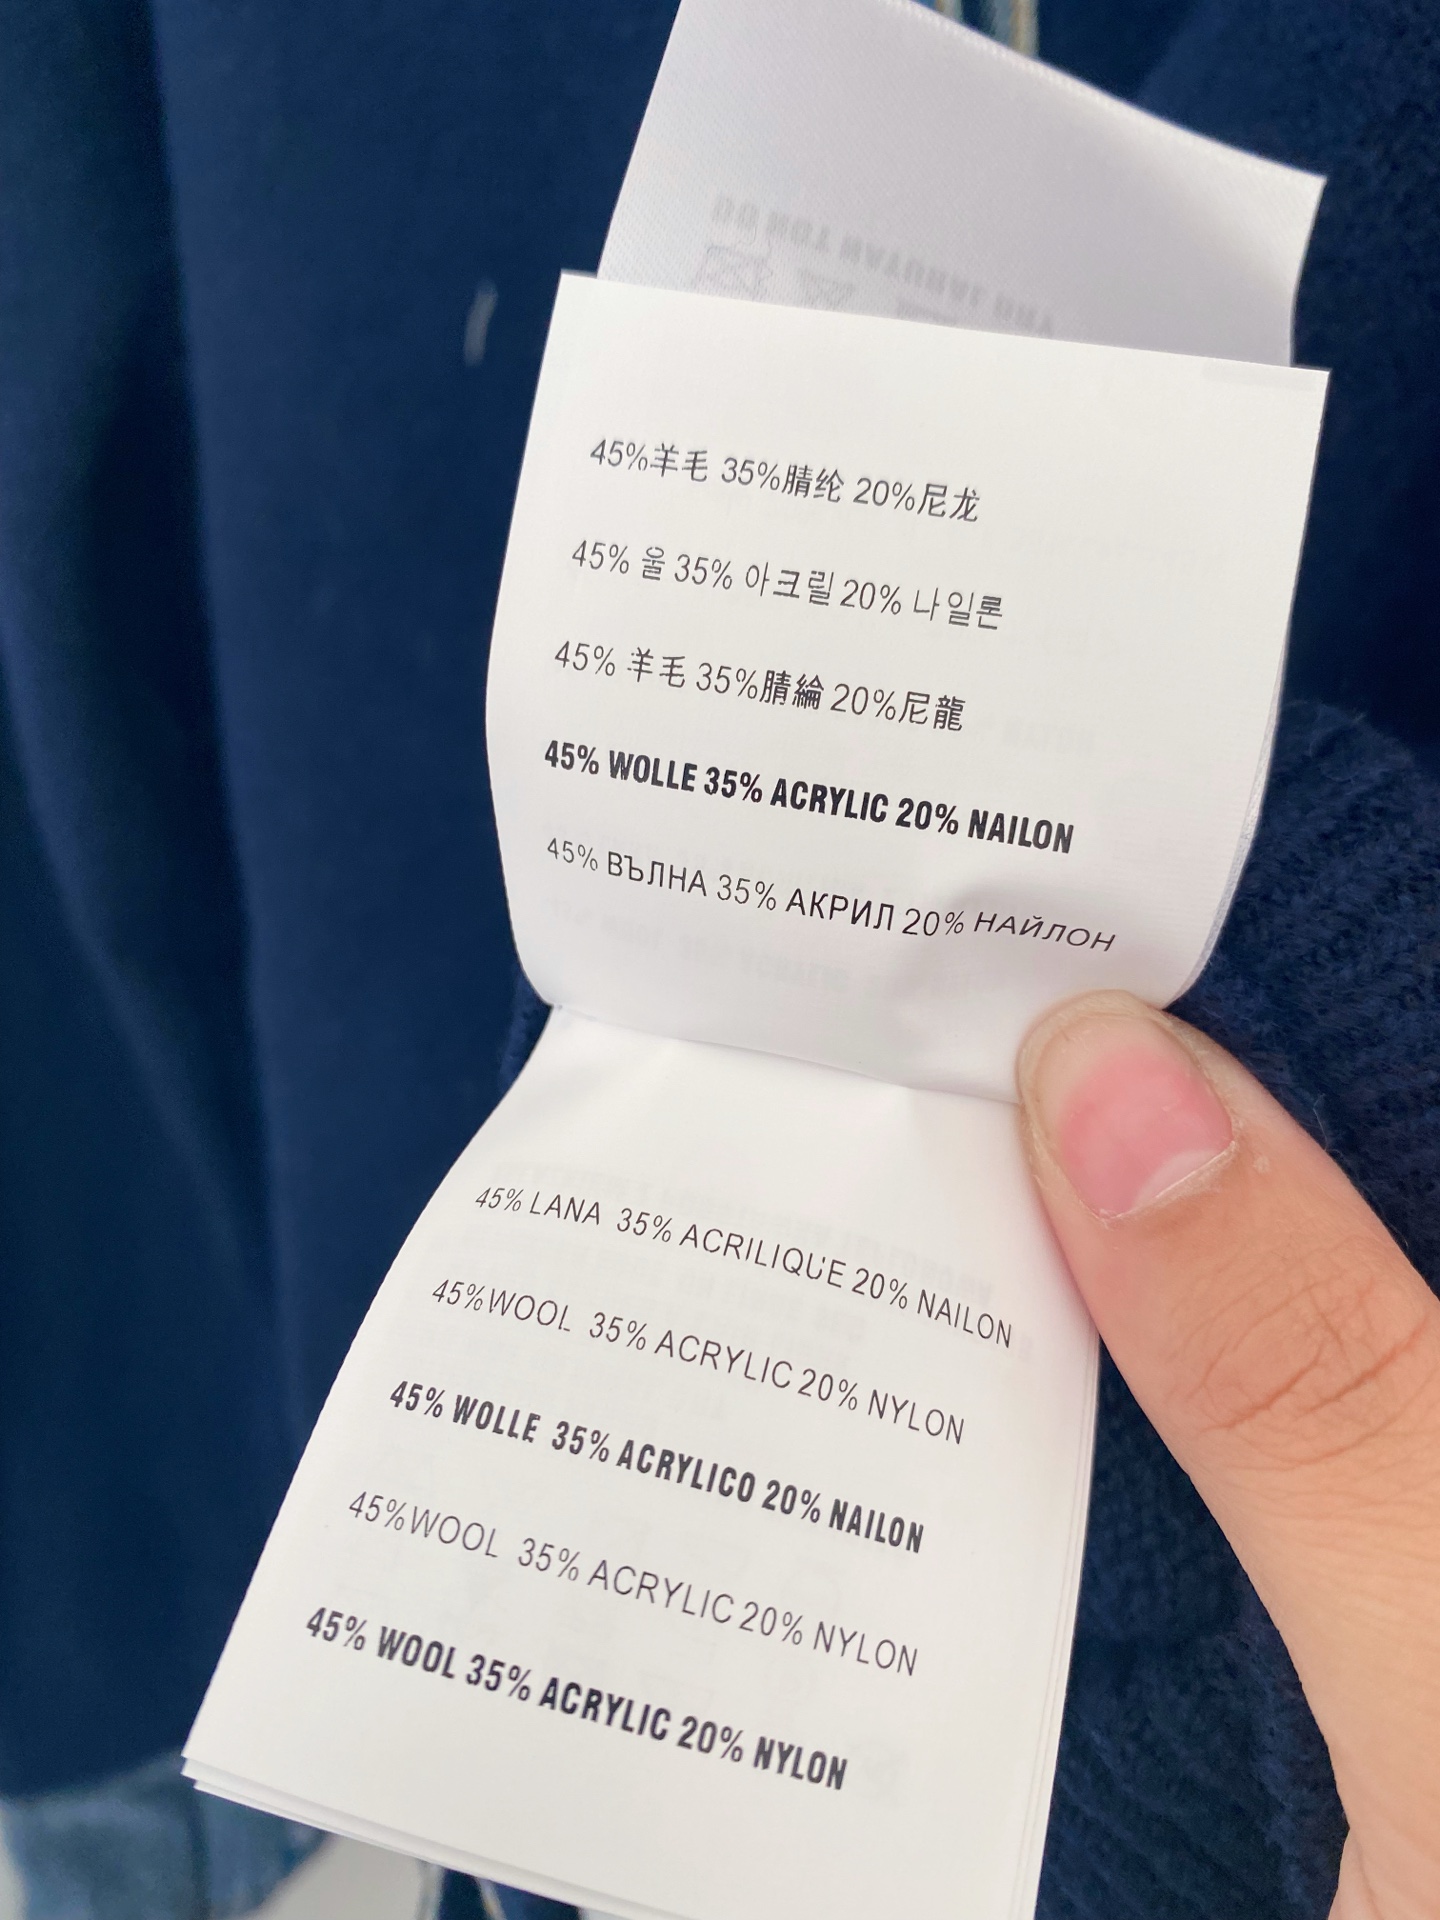 45%羊毛 35%腈纶 20%尼龙
45% 울 35% 아크릴 20% 나일론
45% 羊毛 35%腈綸 20%尼龍
45% WOLLE 35% ACRYLIC 20% NAILON
45% ВЪЛНА 35% АКРИЛ 20% НАЙЛОН
45% LANA 35% ACRILIQUE 20% NAILON
45%WOOL 35% ACRYLIC 20% NYLON
45% WOLLE 35% ACRYLICO 20% NAILON
45%WOOL 35% ACRYLIC 20% NYLON
45% WOOL 35% ACRYLIC 20% NYLON